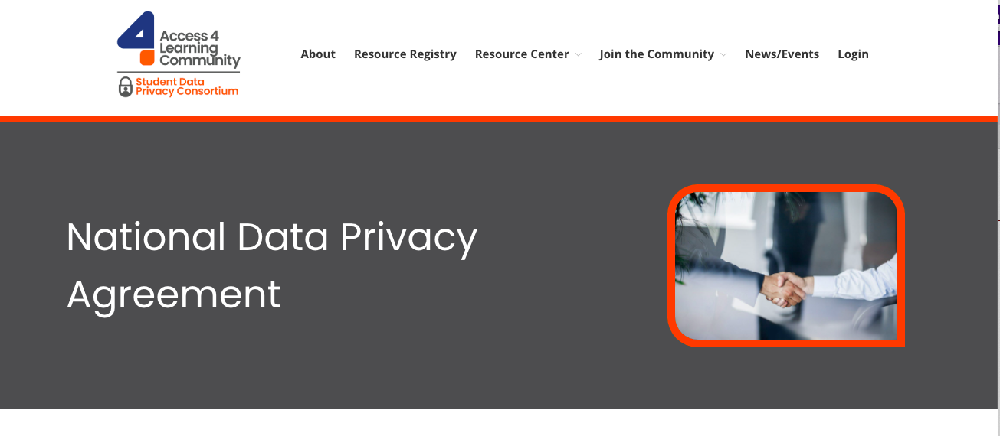 Access 4
Learning
Community
Student Data
Privacy Consortium
About Resource Registry Resource Center Join the Community News/Events Login
National Data Privacy
Agreement